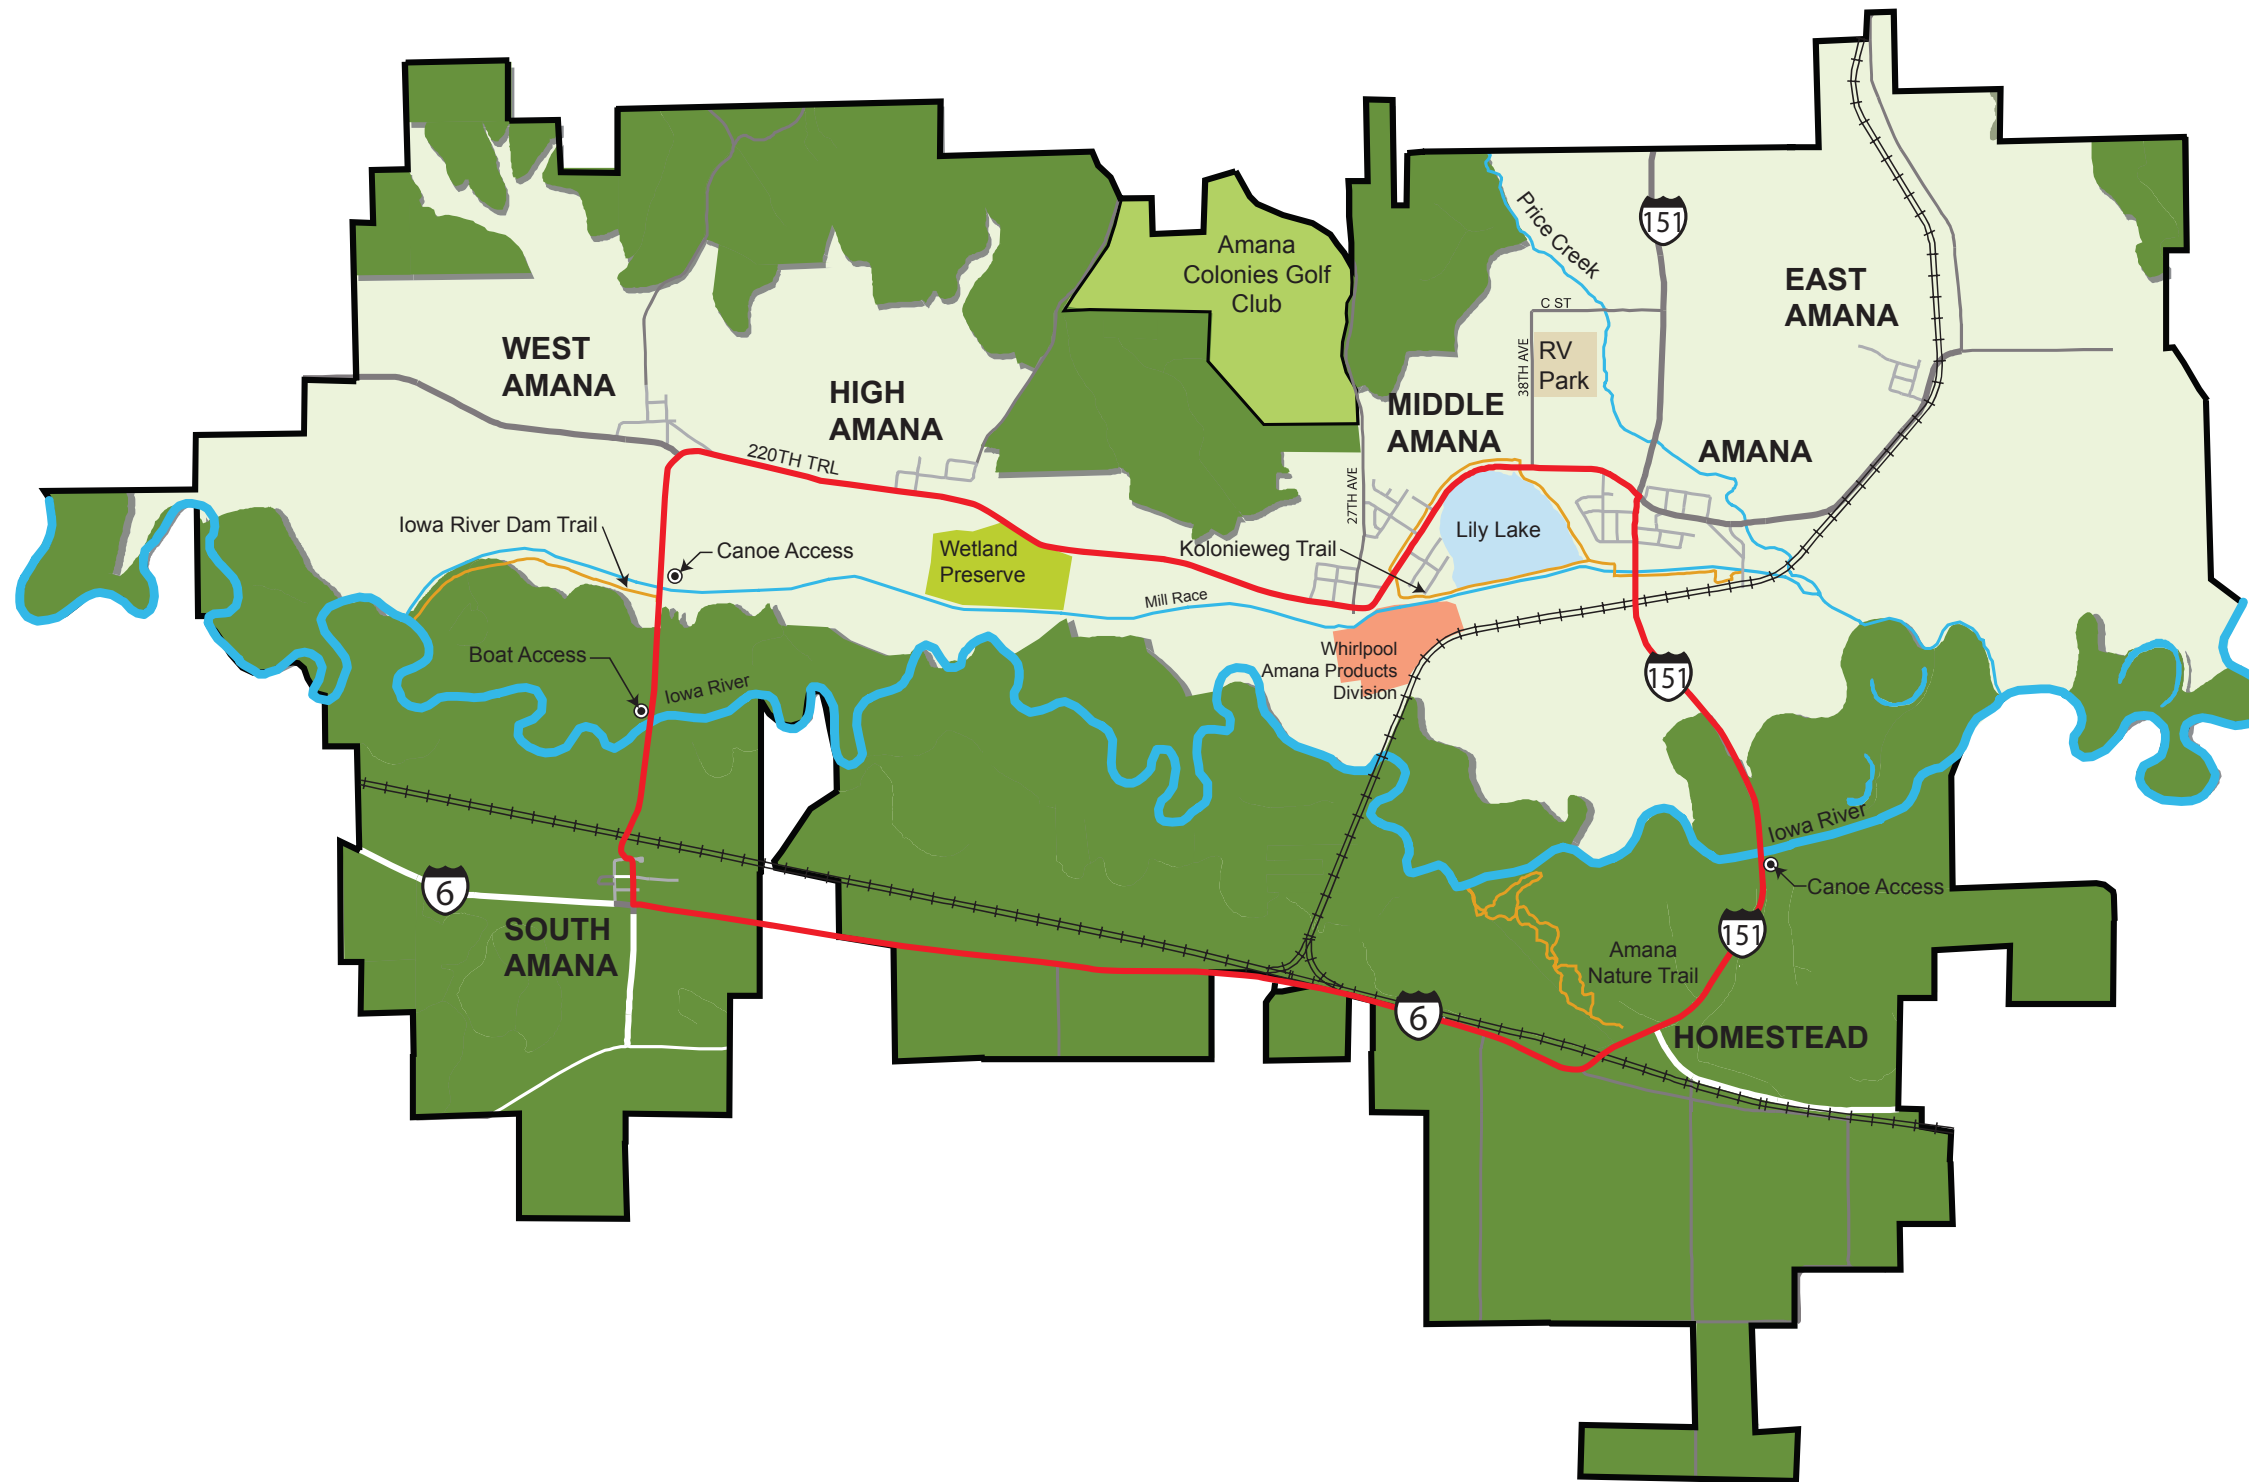 Price Creek
151
Amana
Colonies Golf
Club
EAST
AMANA
C ST
WEST
AMANA
38TH AVE
RV
Park
HIGH
AMANA
MIDDLE
AMANA
220TH TRL
AMANA
27TH AVE
Iowa River Dam Trail
Canoe Access
Wetland
Preserve
Kolonieweg Trail
Lily Lake
Mill Race
Boat Access
Iowa River
Whirlpool
Amana Products
Division
151
Iowa River
6
Canoe Access
SOUTH
AMANA
151
Amana
Nature Trail
6
HOMESTEAD